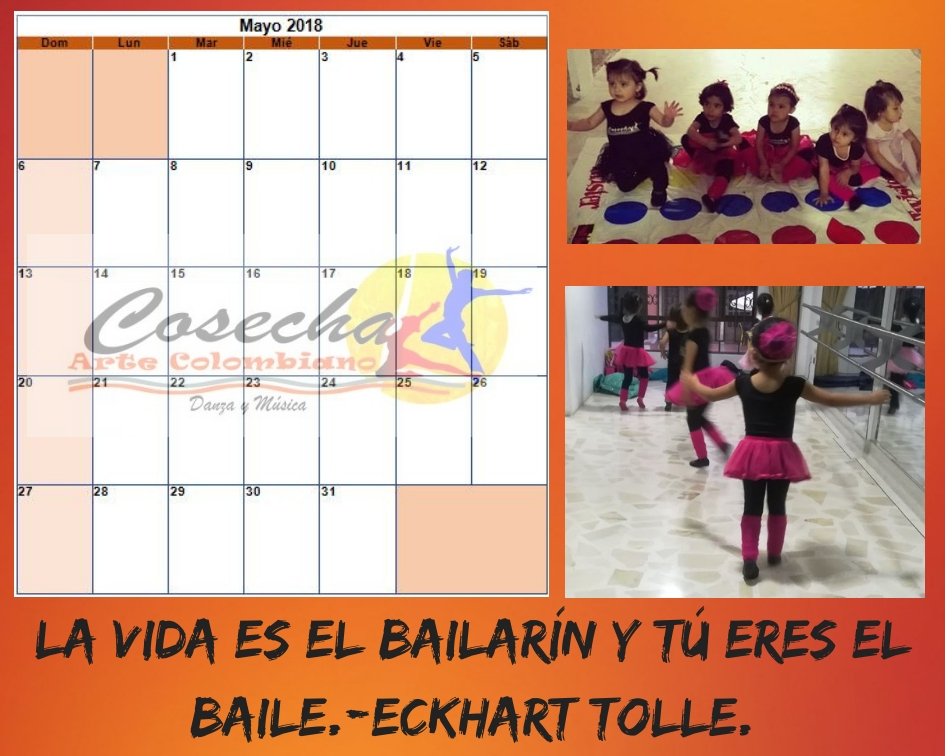 Mayo 2018
Dom Lun Mar Mié Jue Vie Sàb
1 2 3 4 5
6 7 8 9 10 11 12
13 14 15 16 17 18 19
Cosecha
Arte Colombiano
20 21 22 23 24 25 26
Danza y Música
27 28 29 30 31
LA VIDA ES EL BAILARÍN Y TÚ ERES EL
BAILE.-ECKHART TOLLE.